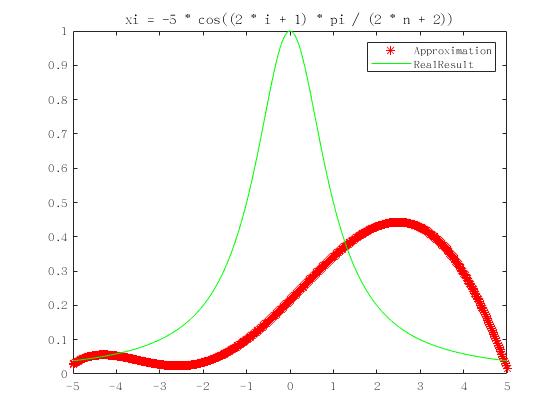 xi = -5 * cos((2 * i + 1) * pi / (2 * n + 2))
Approximation
RealResult
1
0.9
0.8
0.7
0.6
0.5
0.4
0.3
0.2
0.1
0
-5 -4 -3 -2 -1 0 1 2 3 4 5